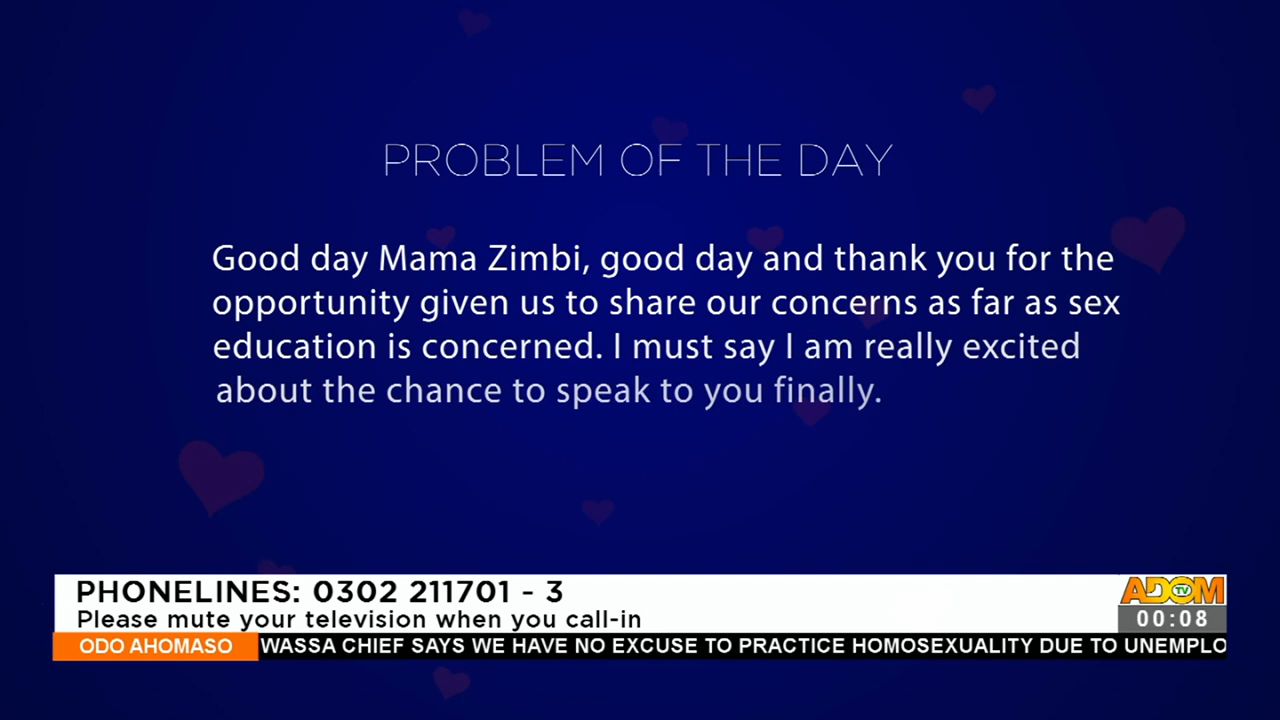 PROBLEM OF THE DAY
Good day Mama Zimbi, good day and thank you for the
opportunity given us to share our concerns as far as sex
education is concerned. I must say I am really excited
about the chance to speak to you finally.
PHONELINES: 0302 211701 - 3
Please mute your television when you call-in
ADOM TV
00:08
ODO AHOMASO
WASSA CHIEF SAYS WE HAVE NO EXCUSE TO PRACTICE HOMOSEXUALITY DUE TO UNEMPLO